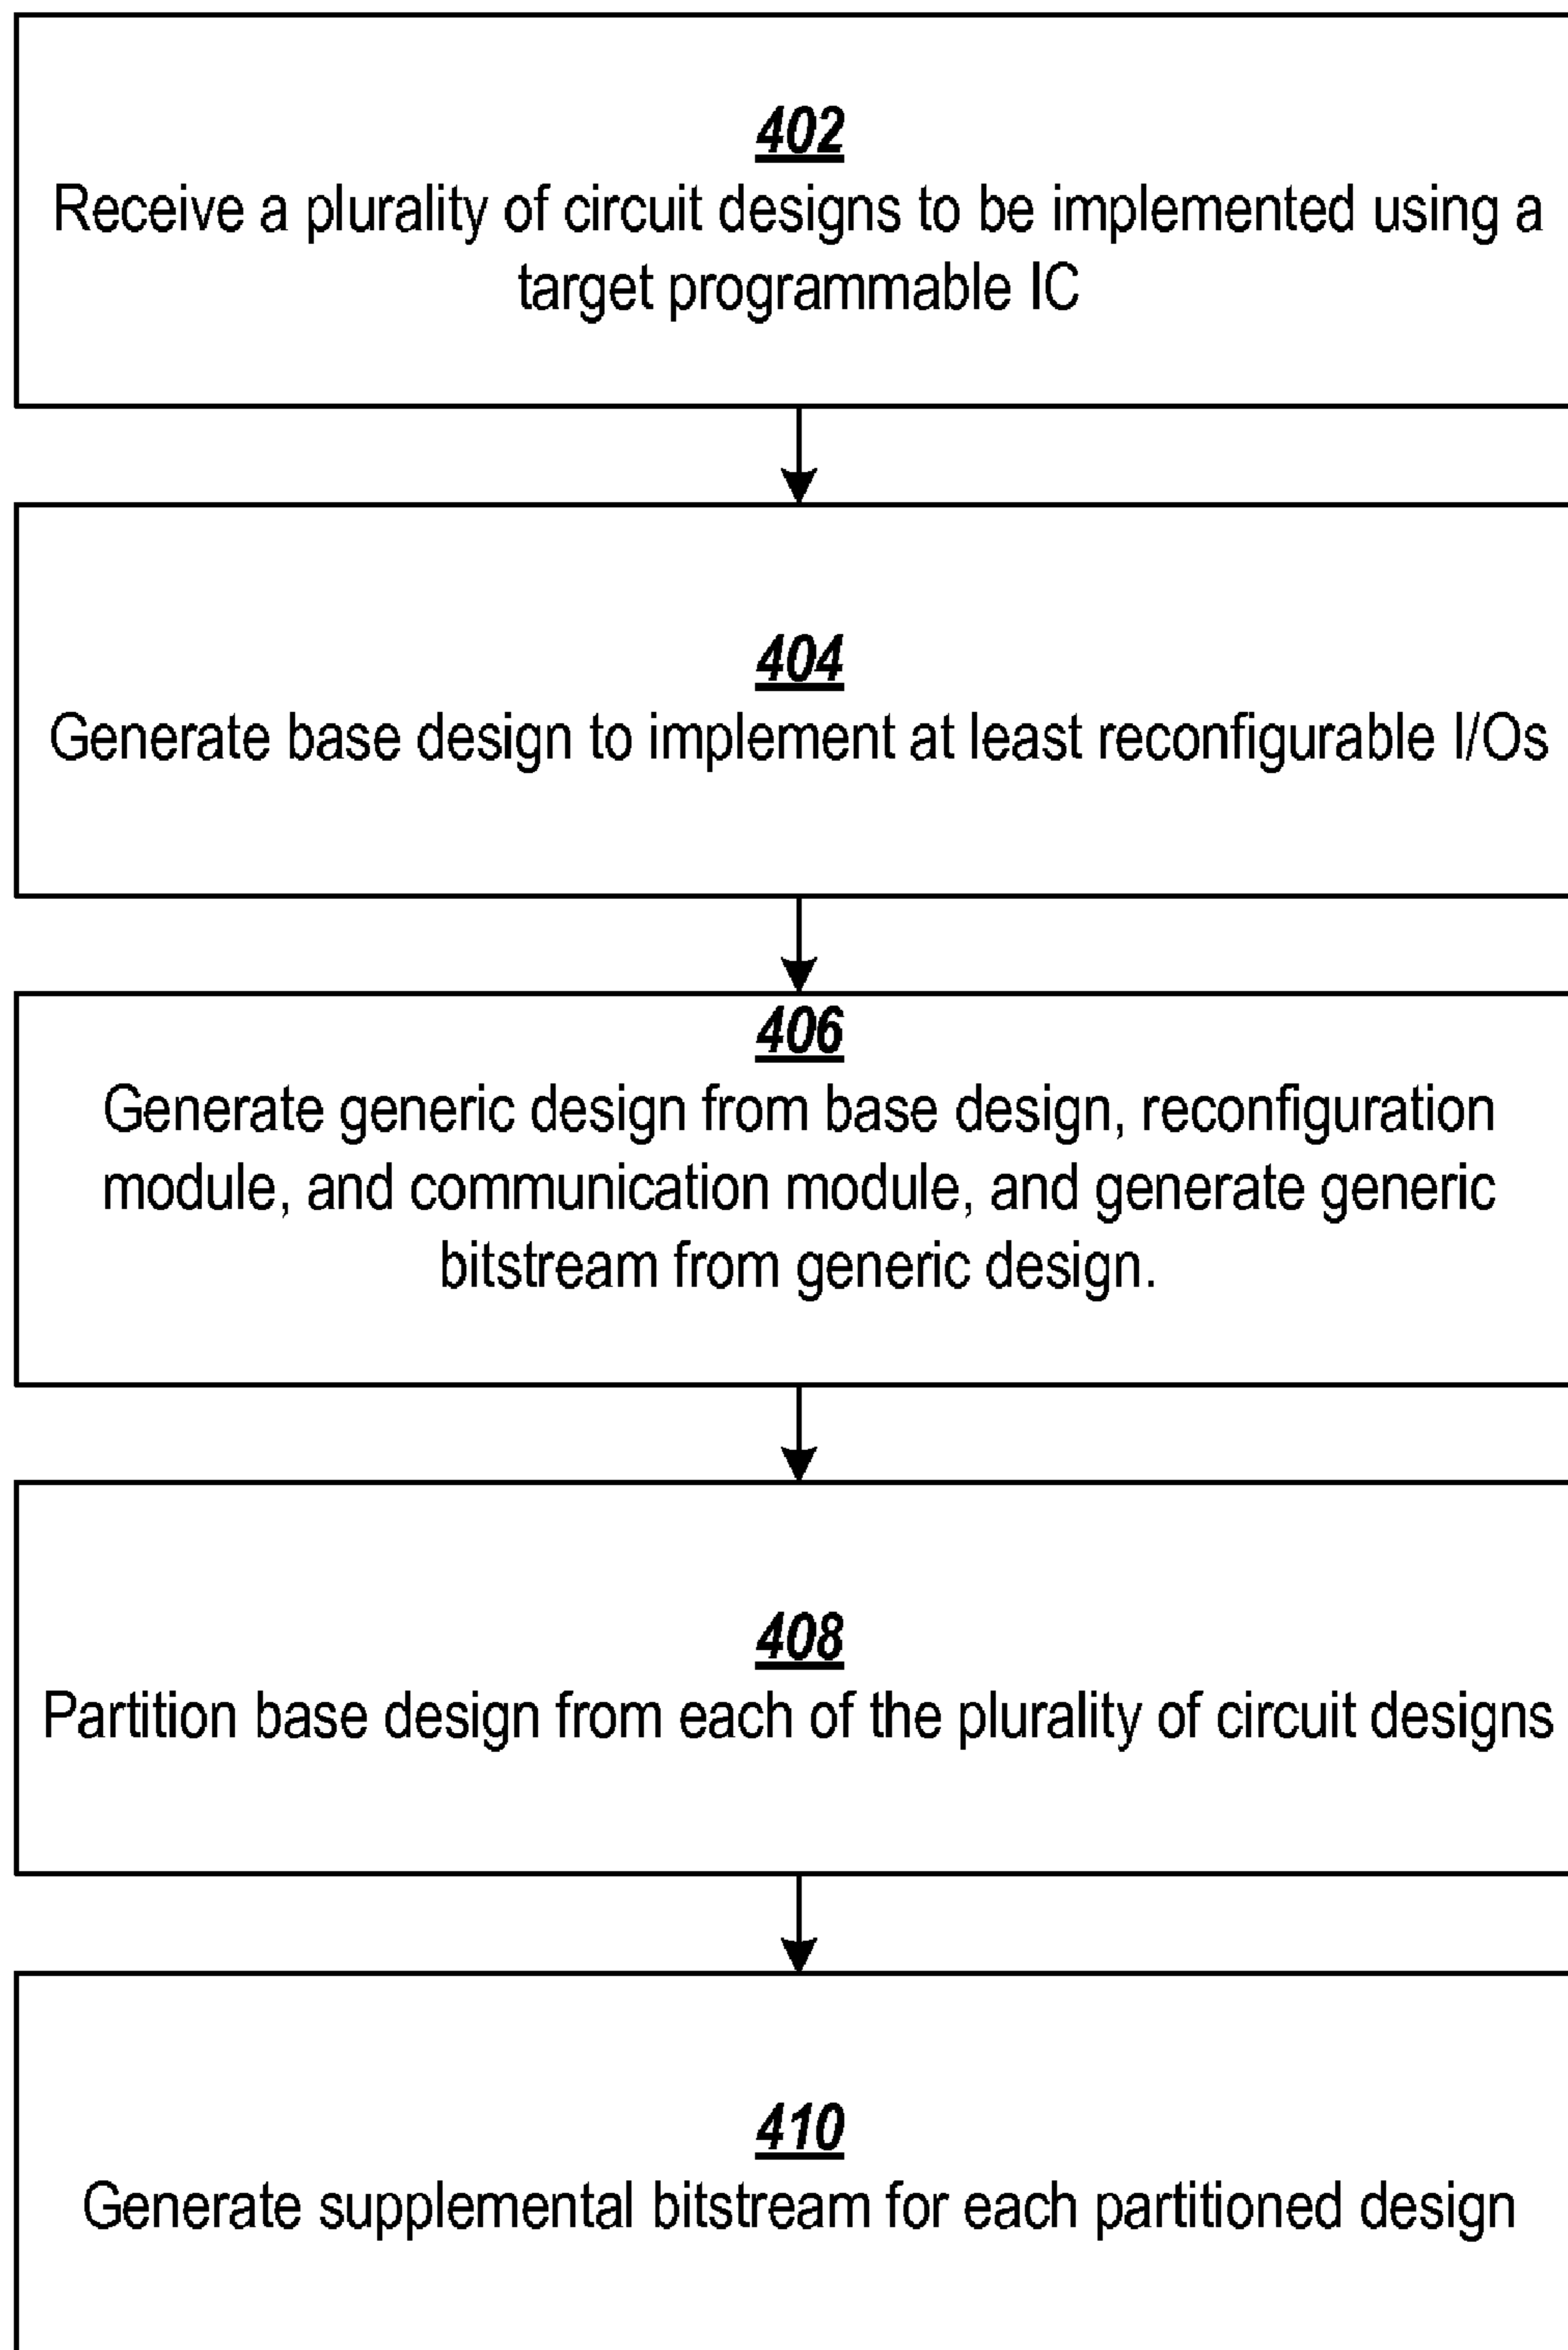 402
Receive a plurality of circuit designs to be implemented using a
target programmable IC
404
Generate base design to implement at least reconfigurable I/Os
406
Generate generic design from base design, reconfiguration
module, and communication module, and generate generic
bitstream from generic design.
408
Partition base design from each of the plurality of circuit designs
410
Generate supplemental bitstream for each partitioned design